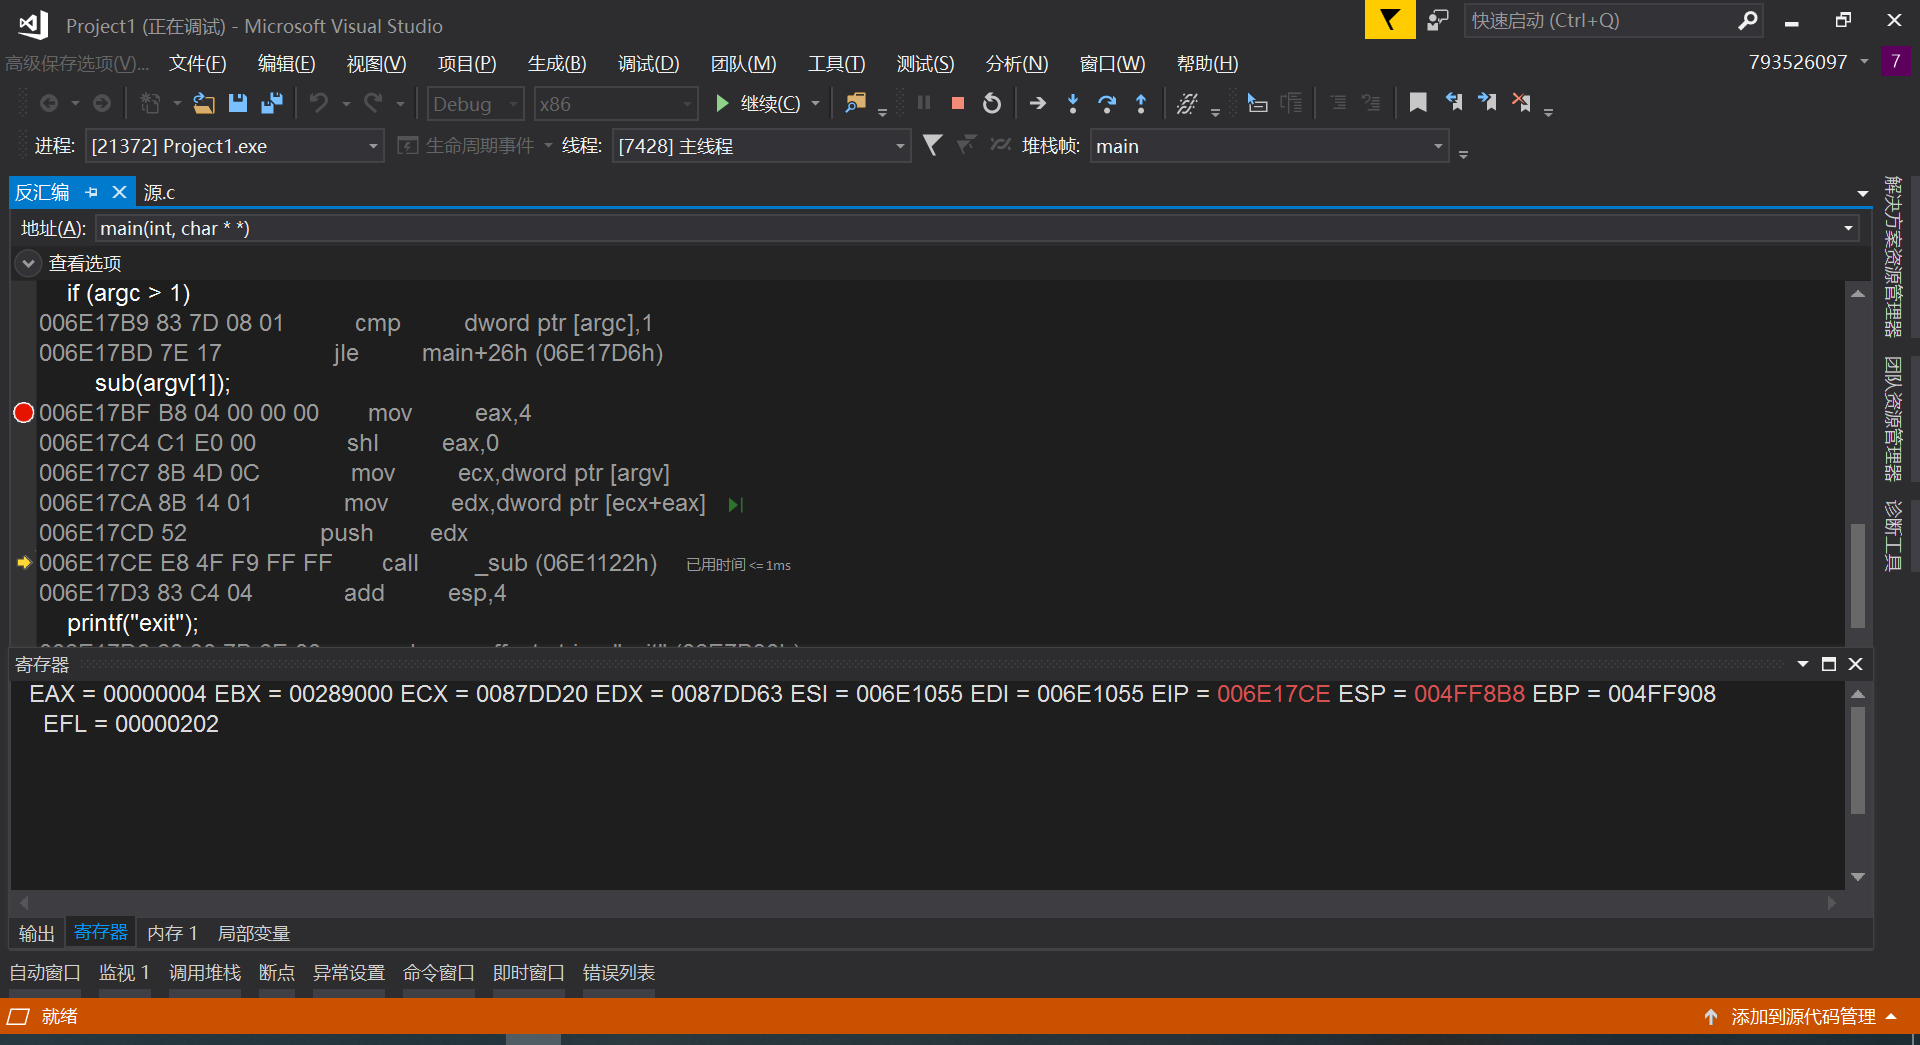 Project1 (正在调试) - Microsoft Visual Studio
快速启动 (Ctrl+Q)
高级保存选项(V)... 文件(F) 编辑(E) 视图(V) 项目(P) 生成(B) 调试(D) 团队(M) 工具(T) 测试(S) 分析(N) 窗口(W) 帮助(H) 793526097 7
Debug x86 继续(C)
进程: [21372] Project1.exe 生命周期事件 线程: [7428] 主线程 堆栈帧: main
反汇编 源.c
地址(A): main(int, char * *)
查看选项
if (argc > 1)
006E17B9 83 7D 08 01 cmp dword ptr [argc],1
006E17BD 7E 17 jle main+26h (06E17D6h)
sub(argv[1]);
006E17BF B8 04 00 00 00 mov eax,4
006E17C4 C1 E0 00 shl eax,0
006E17C7 8B 4D 0C mov ecx,dword ptr [argv]
006E17CA 8B 14 01 mov edx,dword ptr [ecx+eax]
006E17CD 52 push edx
006E17CE E8 4F F9 FF FF call _sub (06E1122h) 已用时间 <= 1ms
006E17D3 83 C4 04 add esp,4
printf("exit");
寄存器
EAX = 00000004 EBX = 00289000 ECX = 0087DD20 EDX = 0087DD63 ESI = 006E1055 EDI = 006E1055 EIP = 006E17CE ESP = 004FF8B8 EBP = 004FF908
EFL = 00000202
输出 寄存器 内存 1 局部变量
自动窗口 监视 1 调用堆栈 断点 异常设置 命令窗口 即时窗口 错误列表
就绪 添加到源代码管理
解决方案资源管理器
团队资源管理器
诊断工具